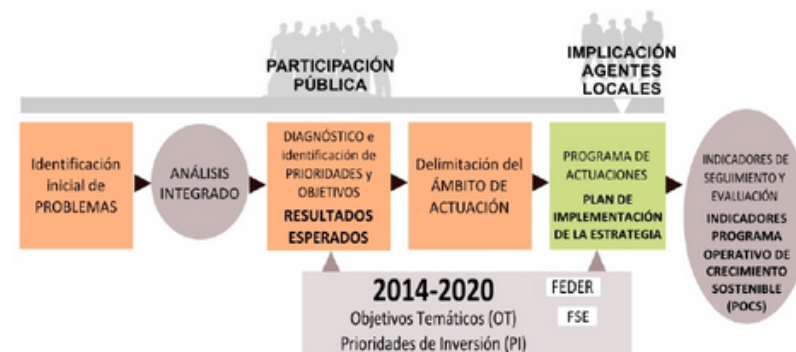 PARTICIPACIÓN
PÚBLICA
IMPLICACIÓN
AGENTES
LOCALES
Identificación
inicial de
PROBLEMAS
ANÁLISIS
INTEGRADO
DIAGNÓSTICO e
identificación de
PRIORIDADES y
OBJETIVOS
RESULTADOS
ESPERADOS
Delimitación del
ÁMBITO DE
ACTUACIÓN
PROGRAMA DE
ACTUACIONES
PLAN DE
IMPLEMENTACIÓN
DE LA ESTRATEGIA
INDICADORES DE
SEGUIMIENTO Y
EVALUACIÓN
INDICADORES
PROGRAMA
OPERATIVO DE
CRECIMIENTO
SOSTENIBLE
(POCS)
2014-2020
Objetivos Temáticos (OT)
Prioridades de Inversión (PI)
FEDER
FSE